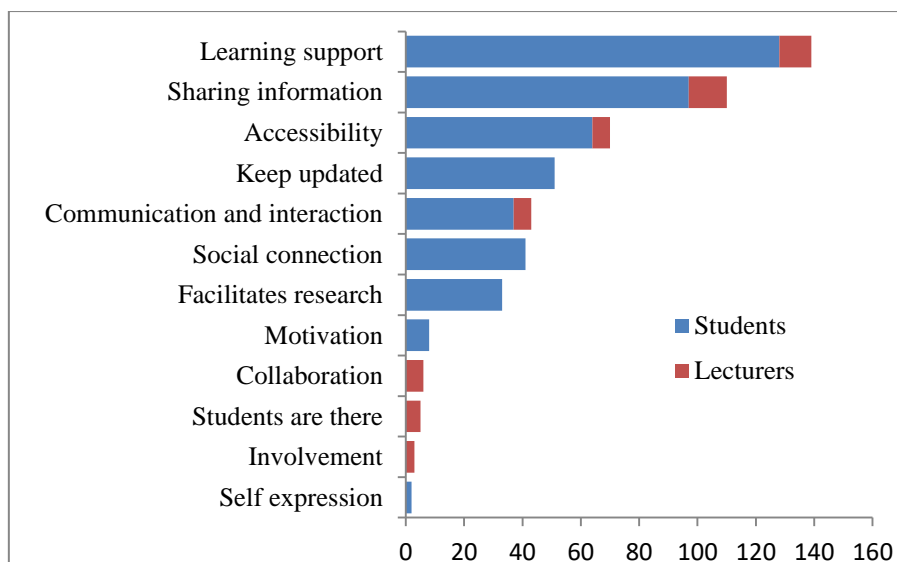 Learning support
Sharing information
Accessibility
Keep updated
Communication and interaction
Social connection
Facilitates research
Motivation
Collaboration
Students are there
Involvement
Self expression
Students
Lecturers
0 20 40 60 80 100 120 140 160